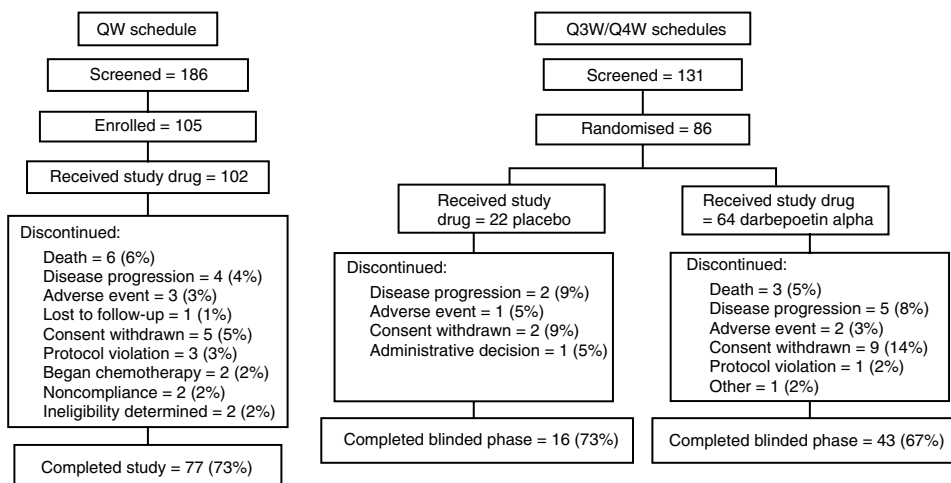 QW schedule
Screened = 186
Enrolled = 105
Received study drug = 102
Discontinued:
Death = 6 (6%)
Disease progression = 4 (4%)
Adverse event = 3 (3%)
Lost to follow-up = 1 (1%)
Consent withdrawn = 5 (5%)
Protocol violation = 3 (3%)
Began chemotherapy = 2 (2%)
Noncompliance = 2 (2%)
Ineligibility determined = 2 (2%)
Completed study = 77 (73%)
Q3W/Q4W schedules
Screened = 131
Randomised = 86
Received study
drug = 22 placebo
Discontinued:
Disease progression = 2 (9%)
Adverse event = 1 (5%)
Consent withdrawn = 2 (9%)
Administrative decision = 1 (5%)
Completed blinded phase = 16 (73%)
Received study drug
= 64 darbepoetin alpha
Discontinued:
Death = 3 (5%)
Disease progression = 5 (8%)
Adverse event = 2 (3%)
Consent withdrawn = 9 (14%)
Protocol violation = 1 (2%)
Other = 1 (2%)
Completed blinded phase = 43 (67%)